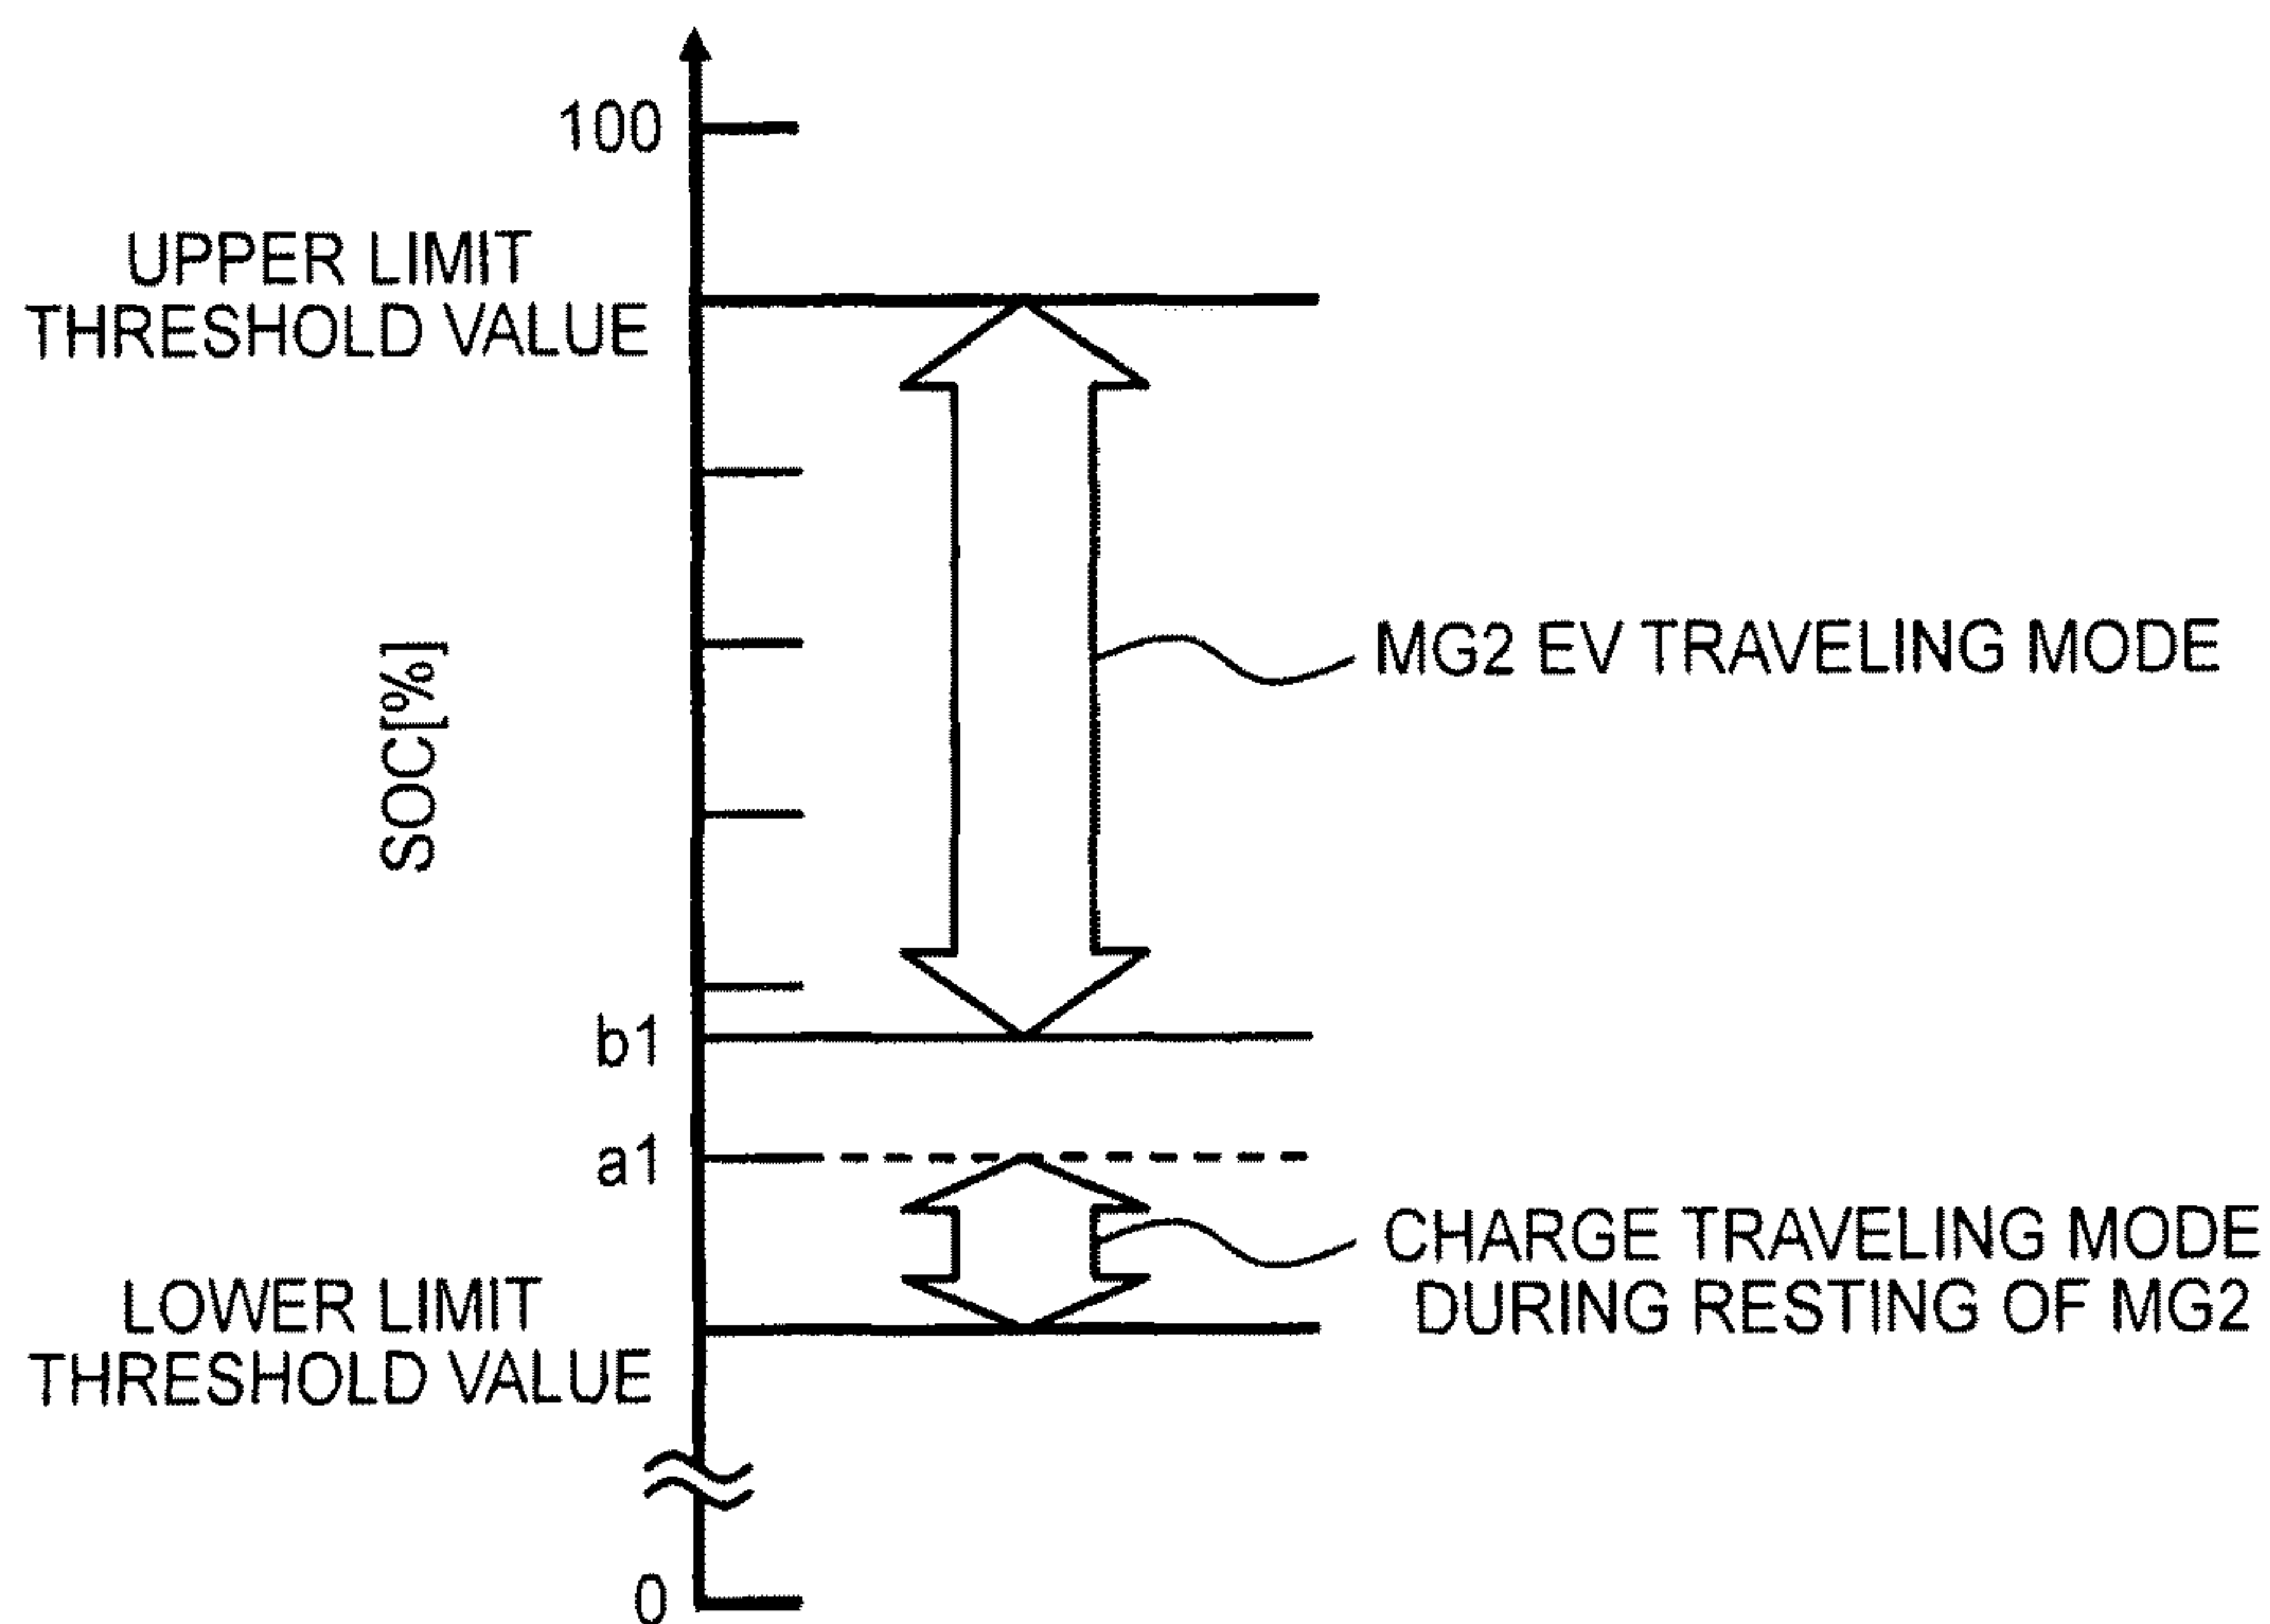 100
UPPER LIMIT
THRESHOLD VALUE
SOC[%]
MG2 EV TRAVELING MODE
b1
a1
CHARGE TRAVELING MODE
DURING RESTING OF MG2
LOWER LIMIT
THRESHOLD VALUE
0